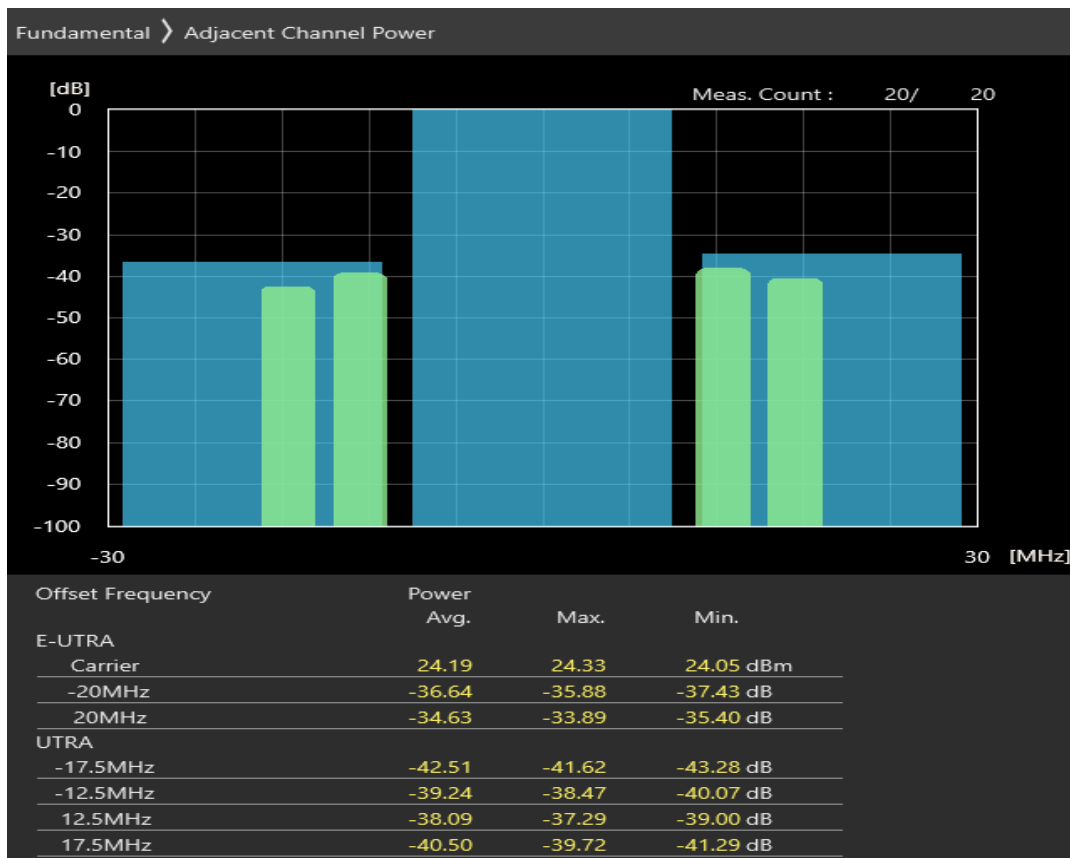 Fundamental 〉 Adjacent Channel Power
[dB]
Meas. Count : 20/ 20
0
-10
-20
-30
-40
-50
-60
-70
-80
-90
-100
-30 30 [MHz]
Offset Frequency Power
Avg. Max. Min.
E-UTRA
Carrier 24.19 24.33 24.05 dBm
-20MHz -36.64 -35.88 -37.43 dB
20MHz -34.63 -33.89 -35.40 dB
UTRA
-17.5MHz -42.51 -41.62 -43.28 dB
-12.5MHz -39.24 -38.47 -40.07 dB
12.5MHz -38.09 -37.29 -39.00 dB
17.5MHz -40.50 -39.72 -41.29 dB